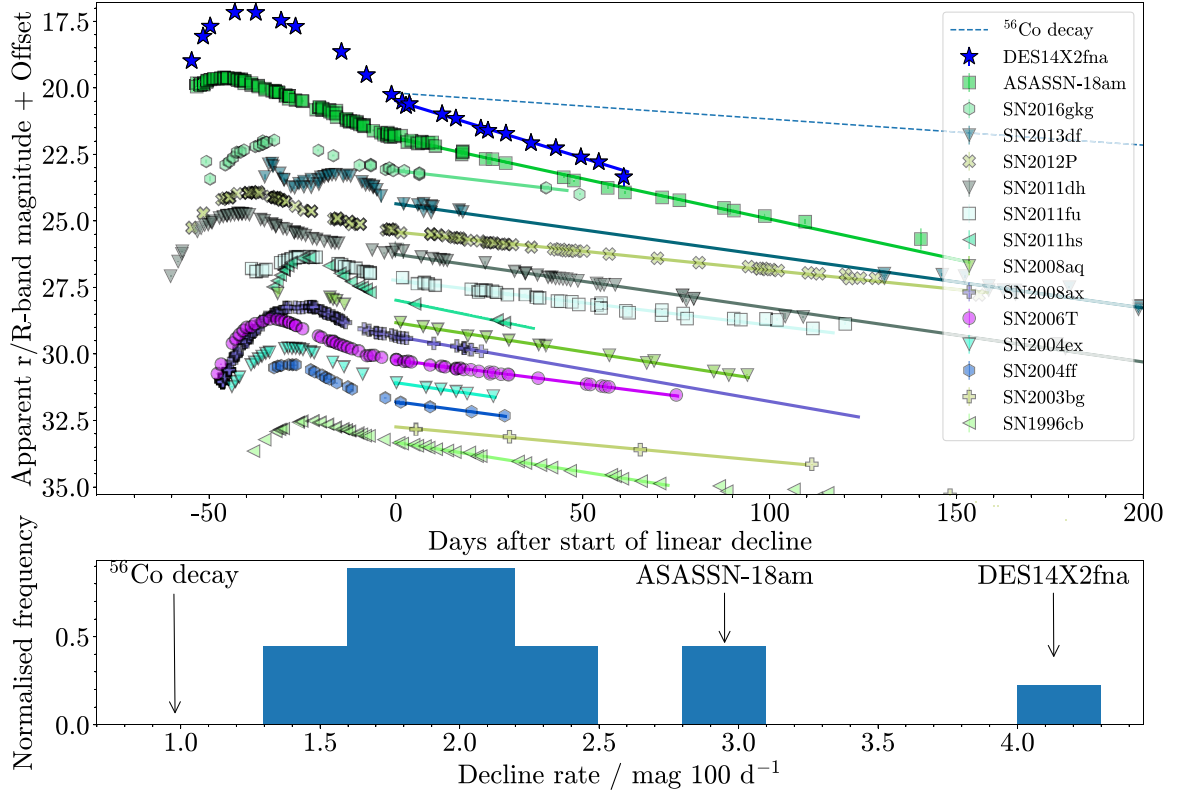 Apparent r/R-band magnitude + Offset
17.5
20.0
22.5
25.0
27.5
30.0
32.5
35.0
⁵⁶Co decay
DES14X2fna
ASASSN-18am
SN2016gkg
SN2013df
SN2012P
SN2011dh
SN2011fu
SN2011hs
SN2008aq
SN2008ax
SN2006T
SN2004ex
SN2004ff
SN2003bg
SN1996cb
-50 0 50 100 150 200
Days after start of linear decline
Normalised frequency
0.5
0.0
⁵⁶Co decay ASASSN-18am DES14X2fna
1.0 1.5 2.0 2.5 3.0 3.5 4.0
Decline rate / mag 100 d⁻¹